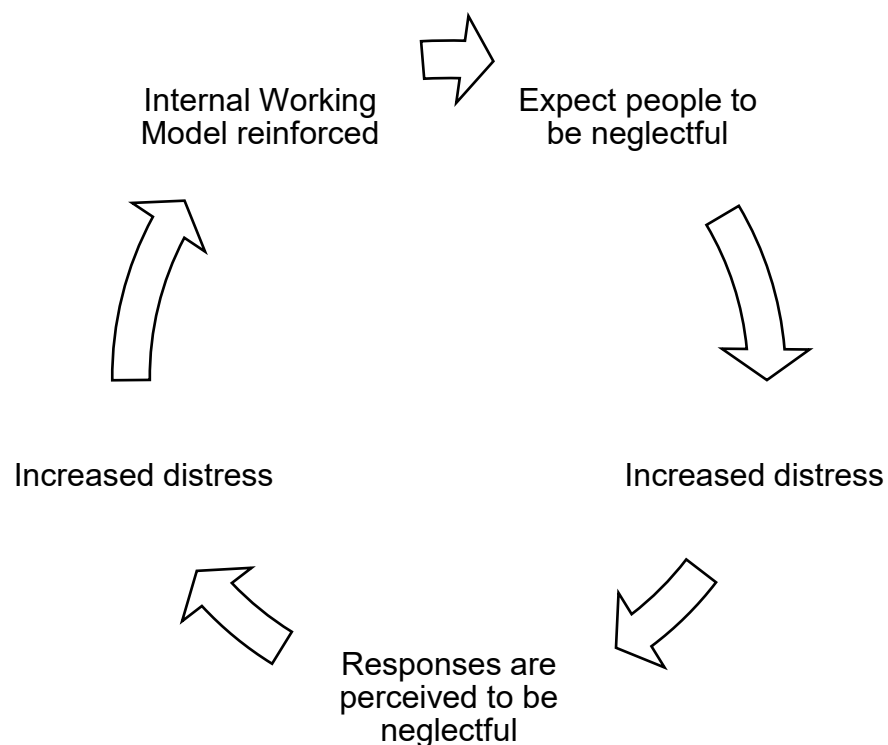 Internal Working
Model reinforced
Expect people to
be neglectful
Increased distress
Responses are
perceived to be
neglectful
Increased distress